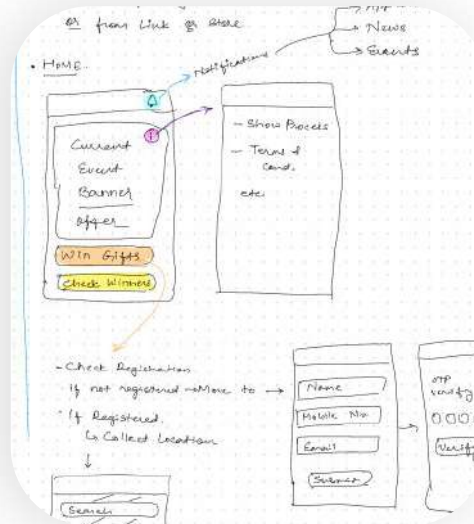 or from Link or Store
News
Events
• HOME
Notifications
Current
Event
Banner
offer
Win Gifts
Check Winners
- Show Process
- Terms &
Cond.
etc.
- Check Registration
• If not registered → Move to →
• If Registered.
↳ Collect Location
Search
Name
Mobile No
Email
Submit
OTP
Verify
Verify